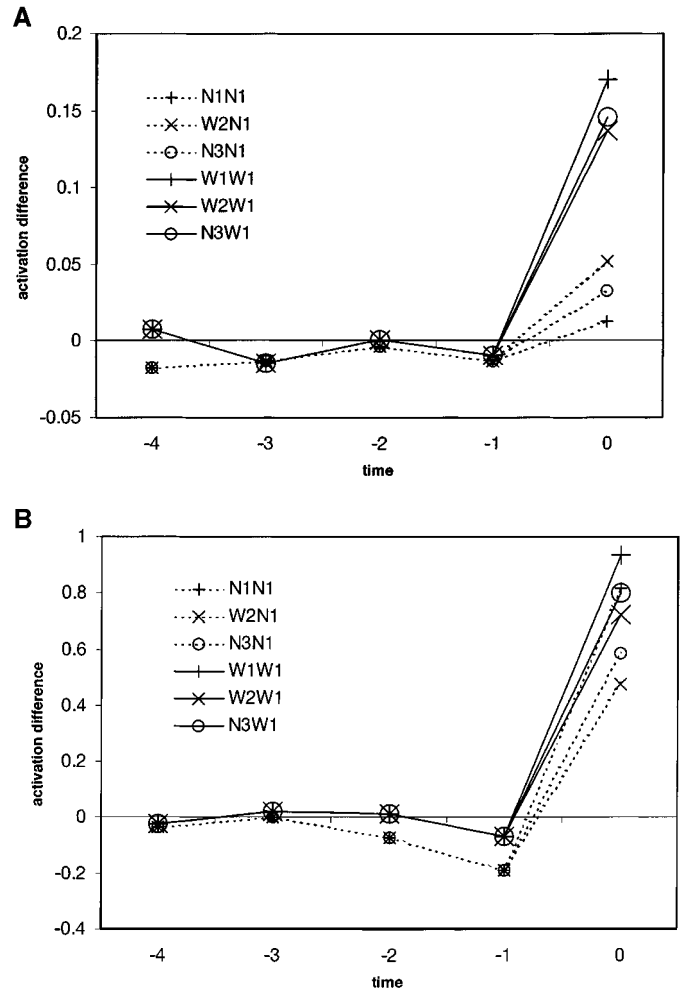 A
0.2
0.15
0.1
0.05
0
-0.05
activation difference
N1N1
W2N1
N3N1
W1W1
W2W1
N3W1
-4 -3 -2 -1 0
time
B
1
0.8
0.6
0.4
0.2
0
-0.2
-0.4
activation difference
N1N1
W2N1
N3N1
W1W1
W2W1
N3W1
-4 -3 -2 -1 0
time